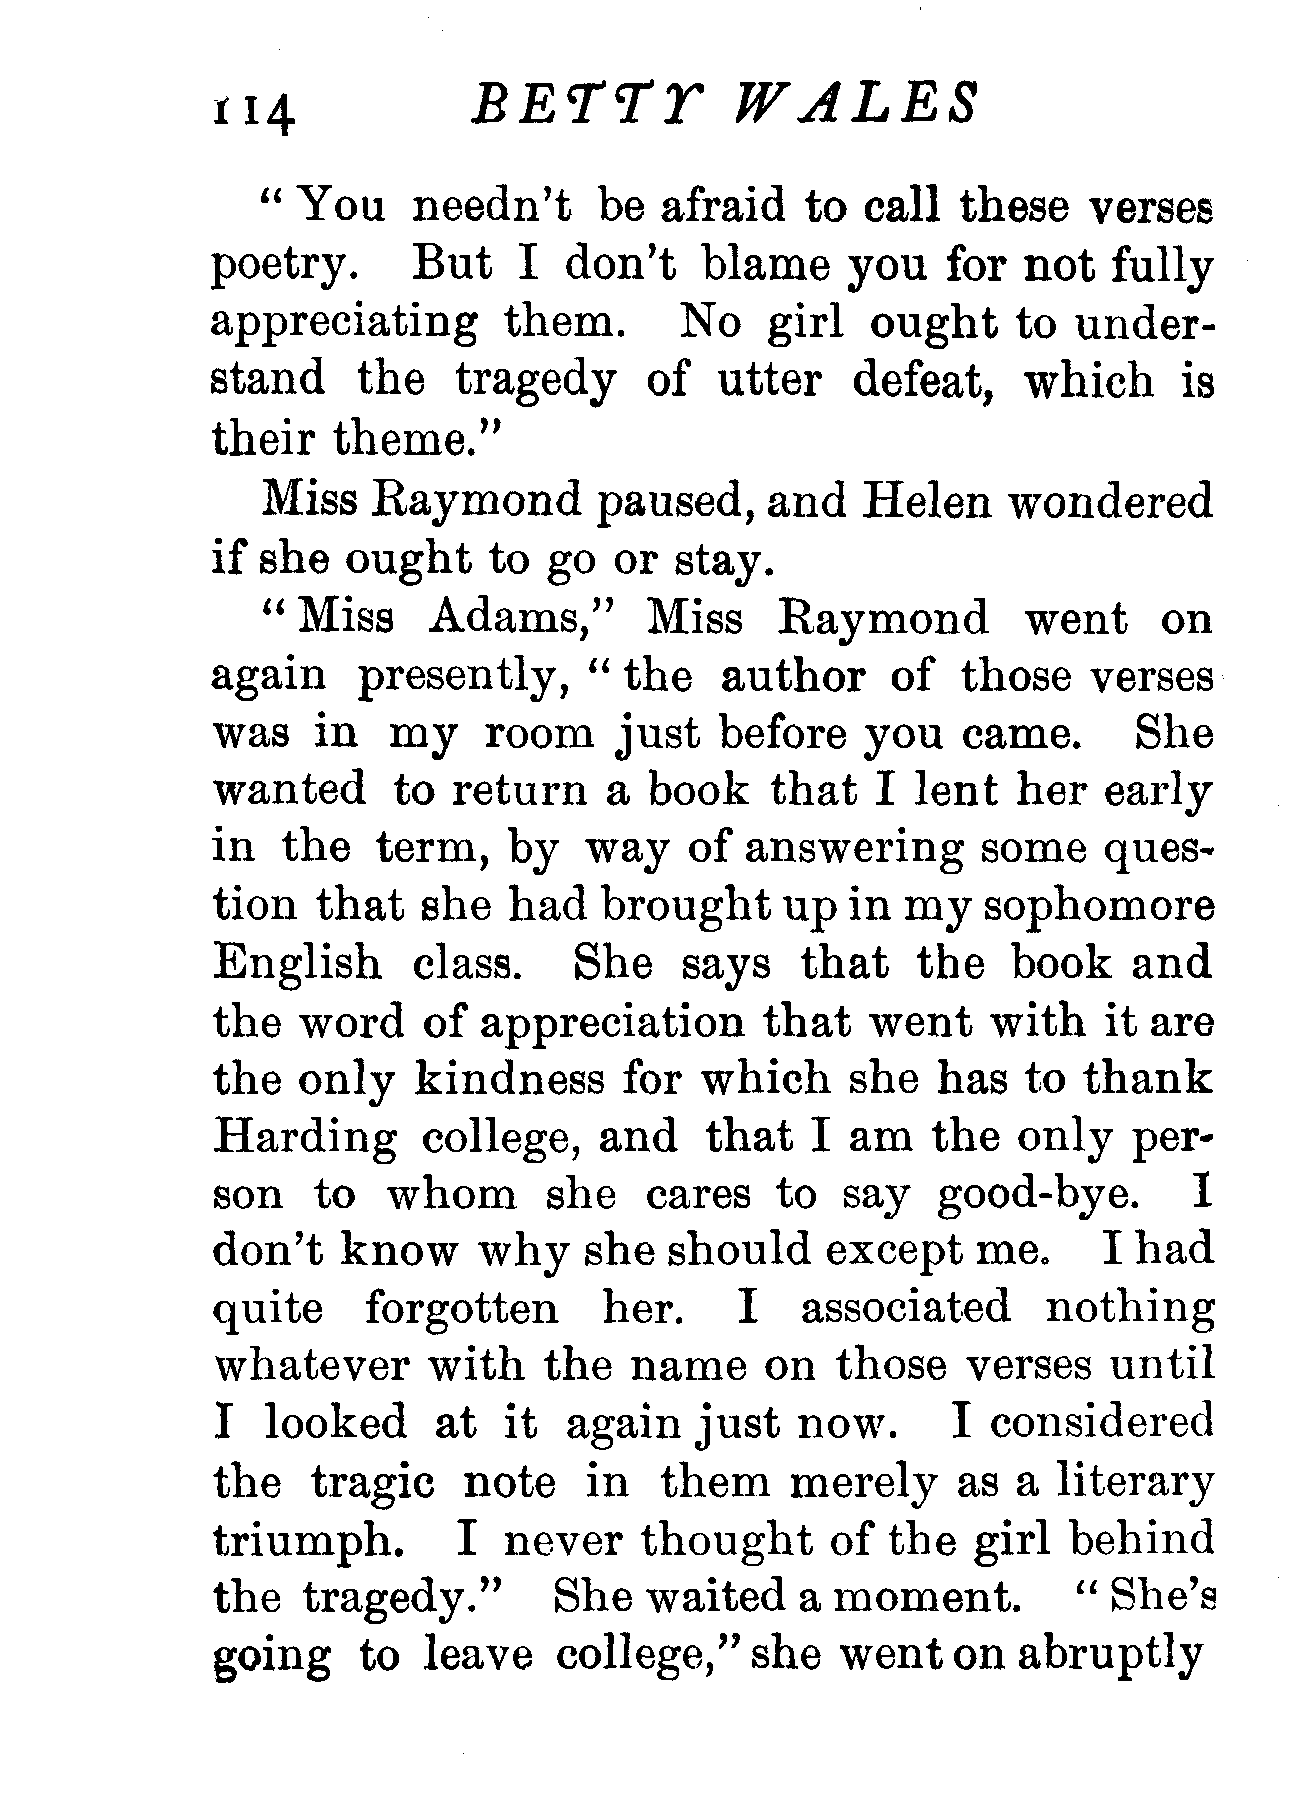 114 BETTY WALES
" You needn't be afraid to call these verses
poetry. But I don't blame you for not fully
appreciating them. No girl ought to under-
stand the tragedy of utter defeat, which is
their theme."
Miss Raymond paused, and Helen wondered
if she ought to go or stay.
" Miss Adams," Miss Raymond went on
again presently, " the author of those verses
was in my room just before you came. She
wanted to return a book that I lent her early
in the term, by way of answering some ques-
tion that she had brought up in my sophomore
English class. She says that the book and
the word of appreciation that went with it are
the only kindness for which she has to thank
Harding college, and that I am the only per-
son to whom she cares to say good-bye. I
don't know why she should except me. I had
quite forgotten her. I associated nothing
whatever with the name on those verses until
I looked at it again just now. I considered
the tragic note in them merely as a literary
triumph. I never thought of the girl behind
the tragedy." She waited a moment. " She's
going to leave college," she went on abruptly